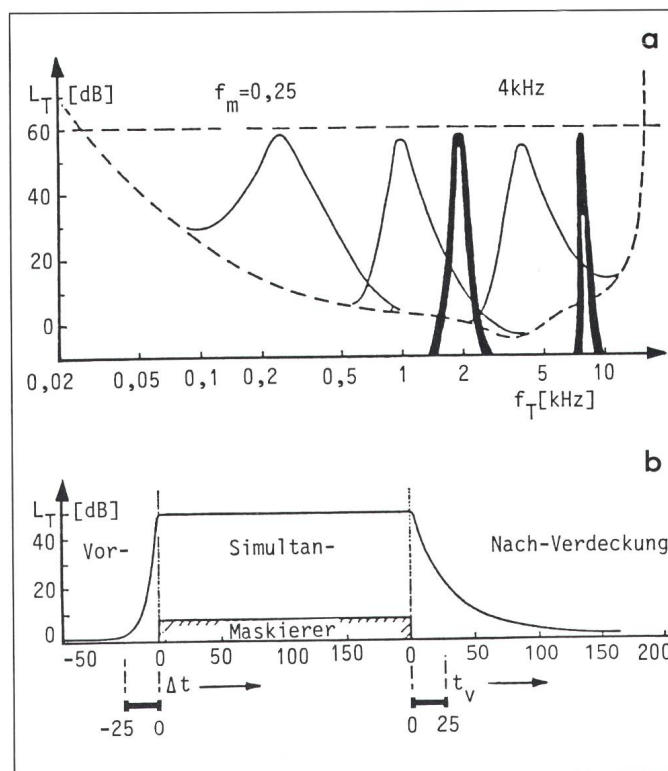 a
L_T [dB]
f_m=0,25
4kHz
60
40
20
0
0,02 0,05 0,1 0,2 0,5 1 2 5 10
f_T[kHz]
b
L_T [dB]
40
20
0
Vor- Simultan- Nach-Verdeckung
Maskierer
-50 0 50 100 150 0 50 100 150 200
Δt t_v
-25 0 0 25